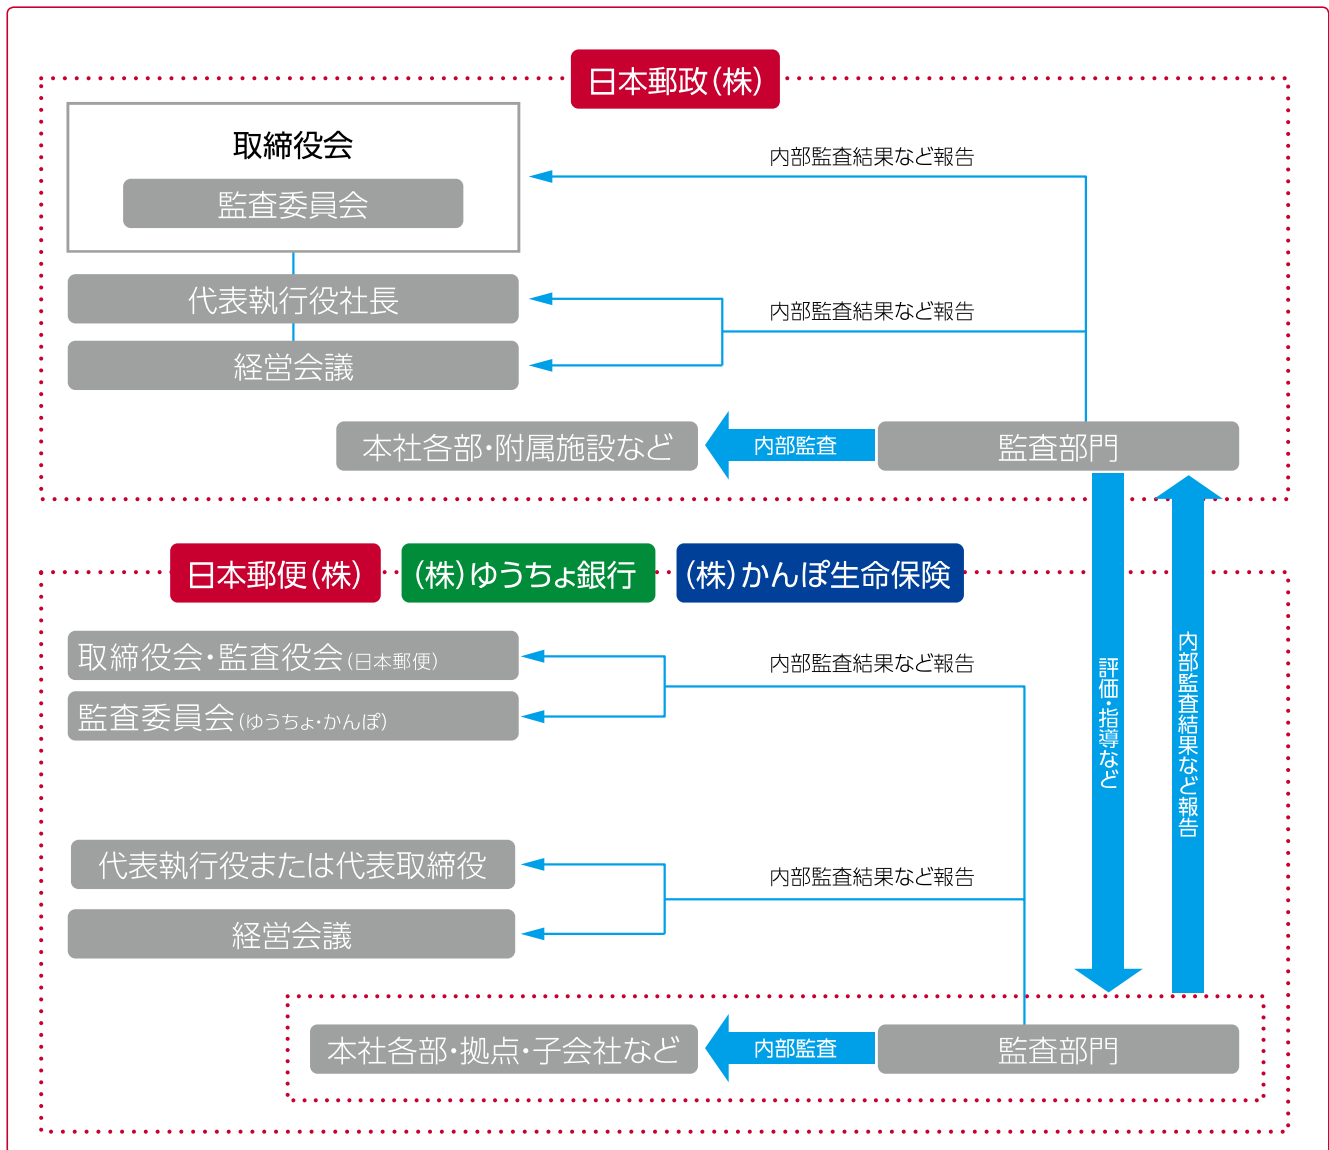 日本郵政（株）
取締役会
監査委員会
内部監査結果など報告
代表執行役社長
内部監査結果など報告
経営会議
本社各部・附属施設など
内部監査
監査部門
日本郵便（株）
（株）ゆうちょ銀行
（株）かんぽ生命保険
取締役会・監査役会（日本郵便）
内部監査結果など報告
監査委員会（ゆうちょ・かんぽ）
評価・指導など
内部監査結果など報告
代表執行役または代表取締役
内部監査結果など報告
経営会議
本社各部・拠点・子会社など
内部監査
監査部門